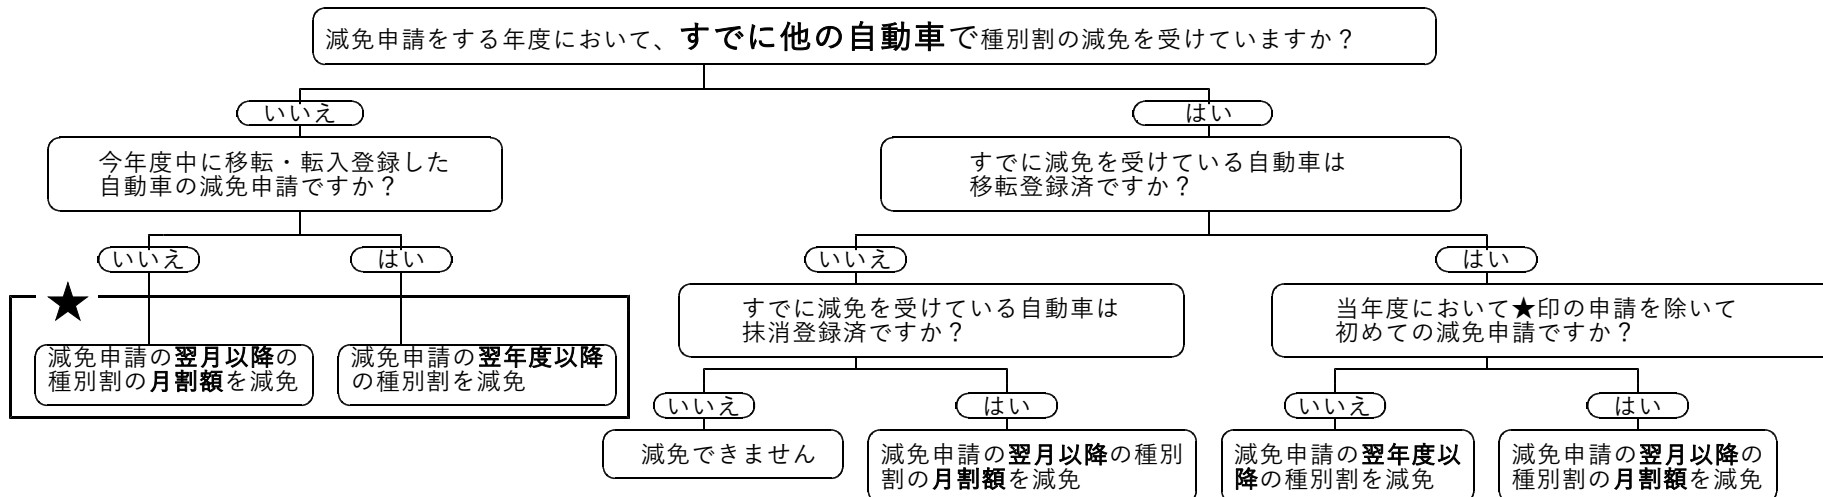 減免申請をする年度において、すでに他の自動車で種別割の減免を受けていますか？
いいえ
はい
今年度中に移転・転入登録した
自動車の減免申請ですか？
すでに減免を受けている自動車は
移転登録済ですか？
いいえ
はい
いいえ
はい
★
すでに減免を受けている自動車は
抹消登録済ですか？
当年度において★印の申請を除いて
初めての減免申請ですか？
減免申請の翌月以降の
種別割の月割額を減免
減免申請の翌年度以降
の種別割を減免
いいえ
はい
いいえ
はい
減免できません
減免申請の翌月以降の種別
割の月割額を減免
減免申請の翌年度以
降の種別割を減免
減免申請の翌月以降の
種別割の月割額を減免